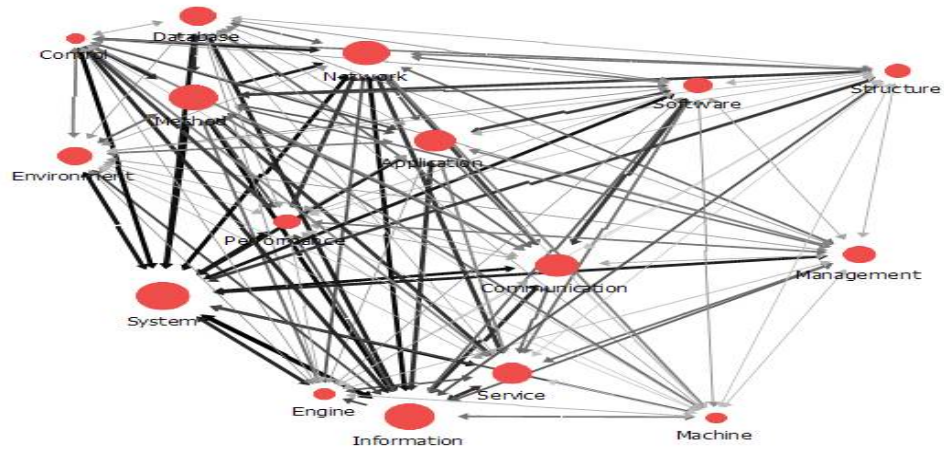 Database
Control
Network
Structure
Software
Method
Application
Environment
Performance
Management
Communication
System
Service
Engine
Machine
Information